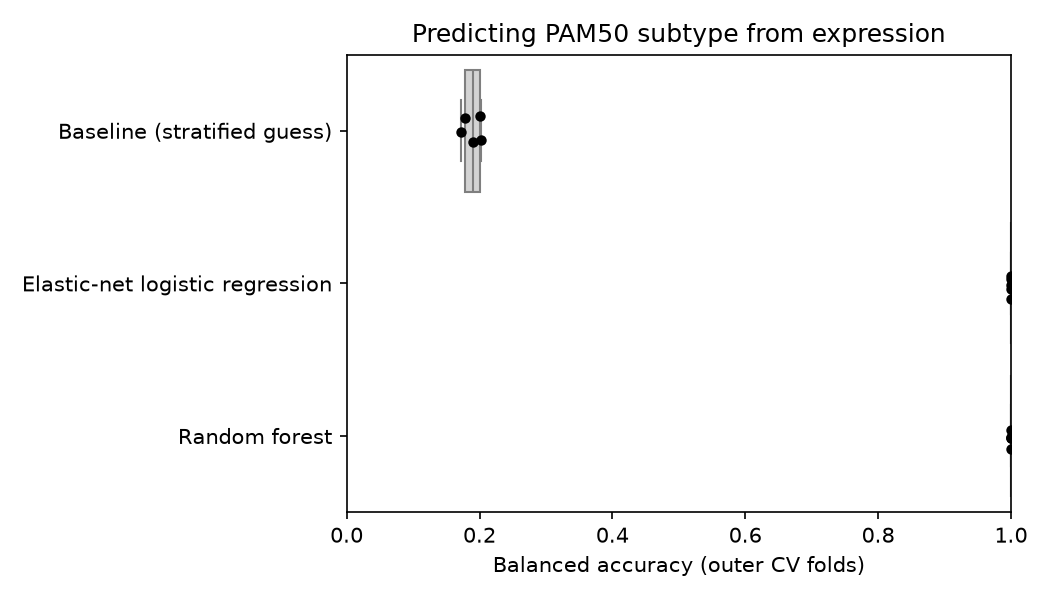 Predicting PAM50 subtype from expression
Baseline (stratified guess)
Elastic-net logistic regression
Random forest
0.0 0.2 0.4 0.6 0.8 1.0
Balanced accuracy (outer CV folds)